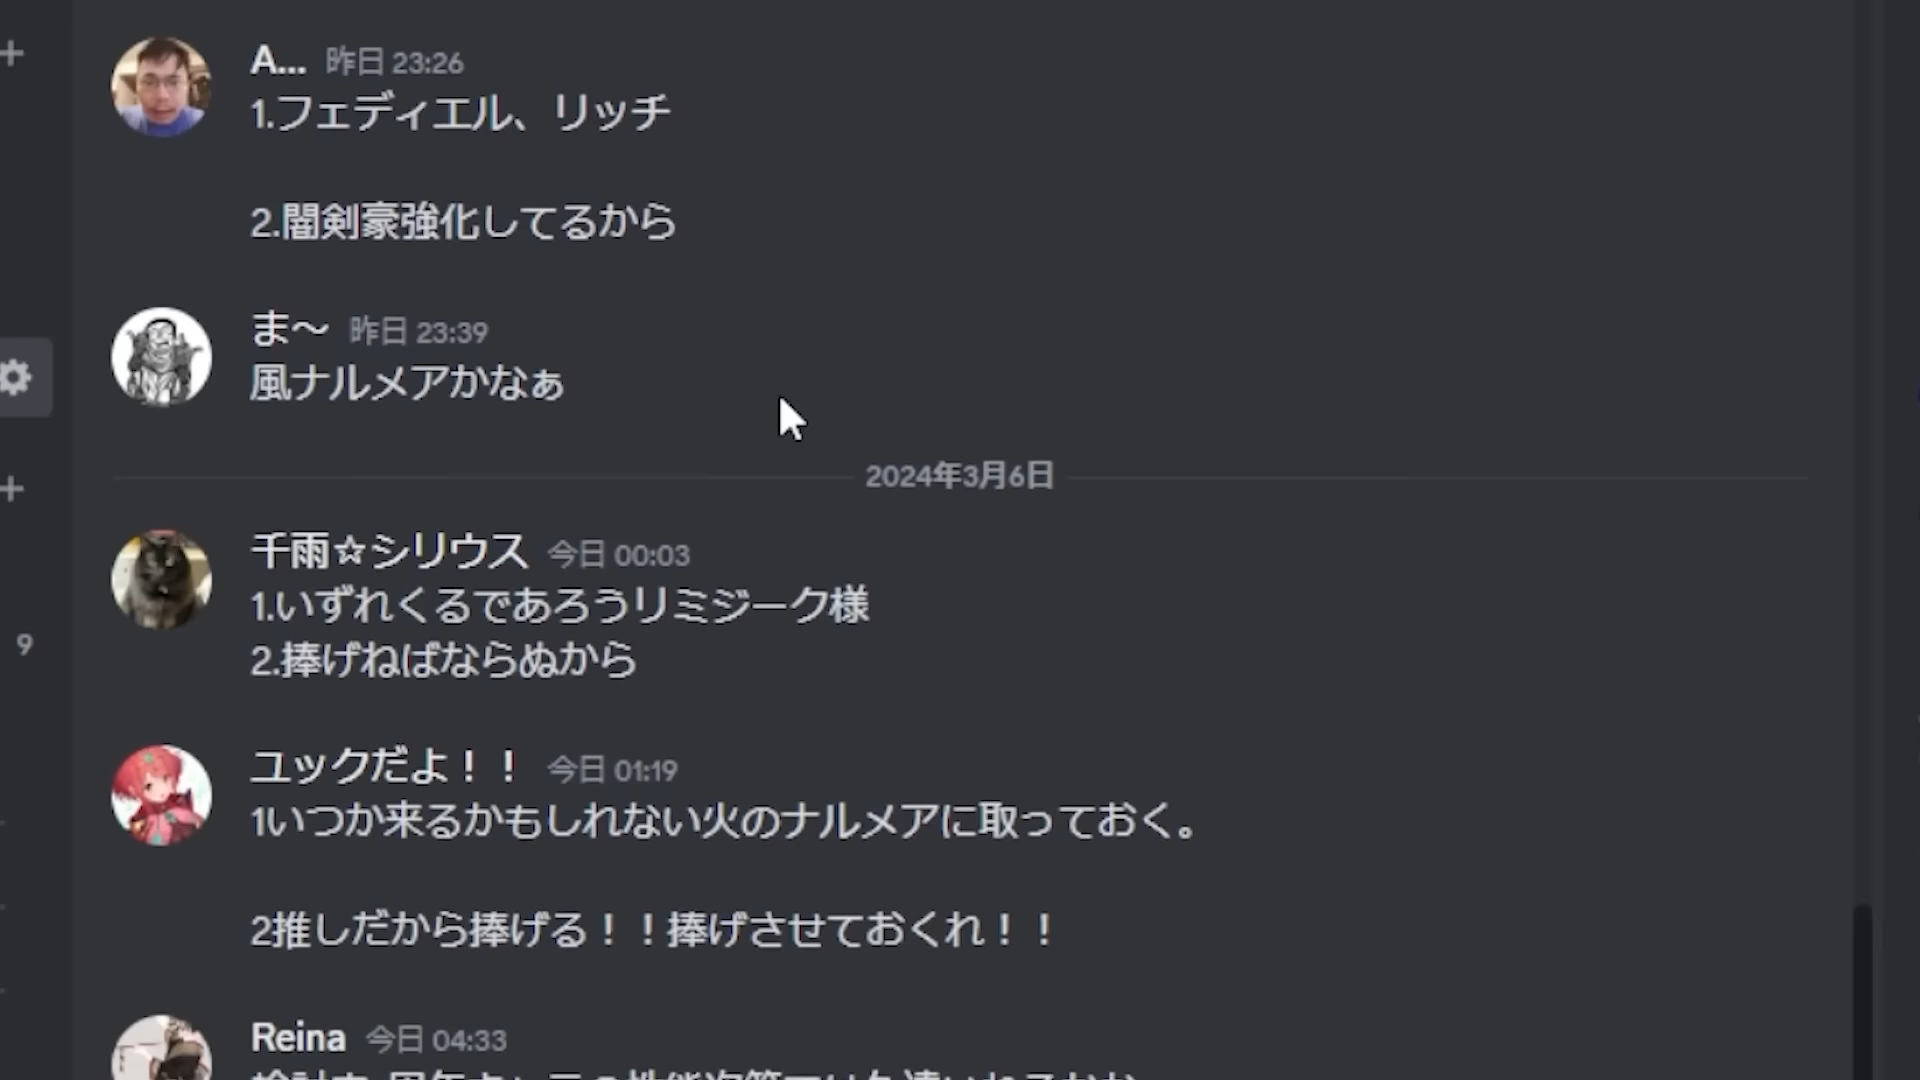 A... 昨日 23:26
1.フェディエル、リッチ
2.闇剣豪強化してるから
ま〜 昨日 23:39
風ナルメアかなぁ
2024年3月6日
千雨☆シリウス 今日 00:03
1.いずれくるであろうリミジーク様
2.捧げねばならぬから
9
ユックだよ！！ 今日 01:19
1いつか来るかもしれない火のナルメアに取っておく。
2推しだから捧げる！！捧げさせておくれ！！
Reina 今日 04:33